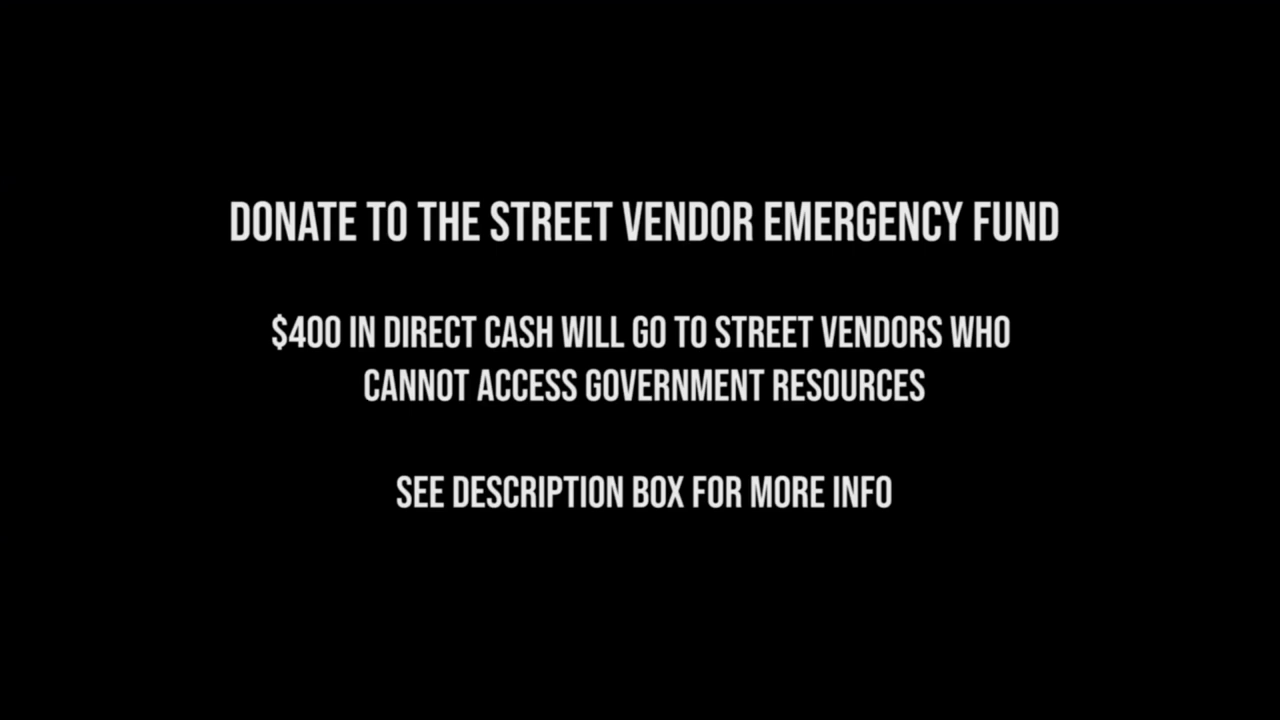 DONATE TO THE STREET VENDOR EMERGENCY FUND
$400 IN DIRECT CASH WILL GO TO STREET VENDORS WHO
CANNOT ACCESS GOVERNMENT RESOURCES
SEE DESCRIPTION BOX FOR MORE INFO